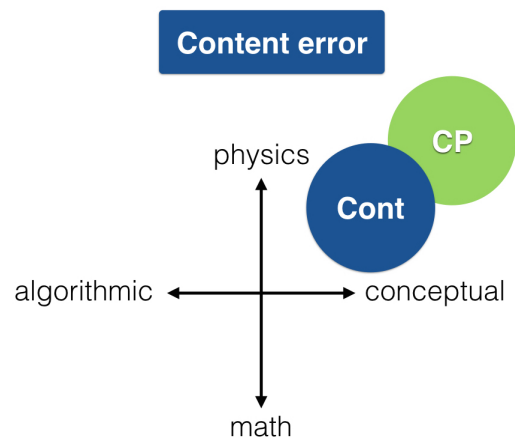 Content error
CP
physics
Cont
algorithmic
conceptual
math